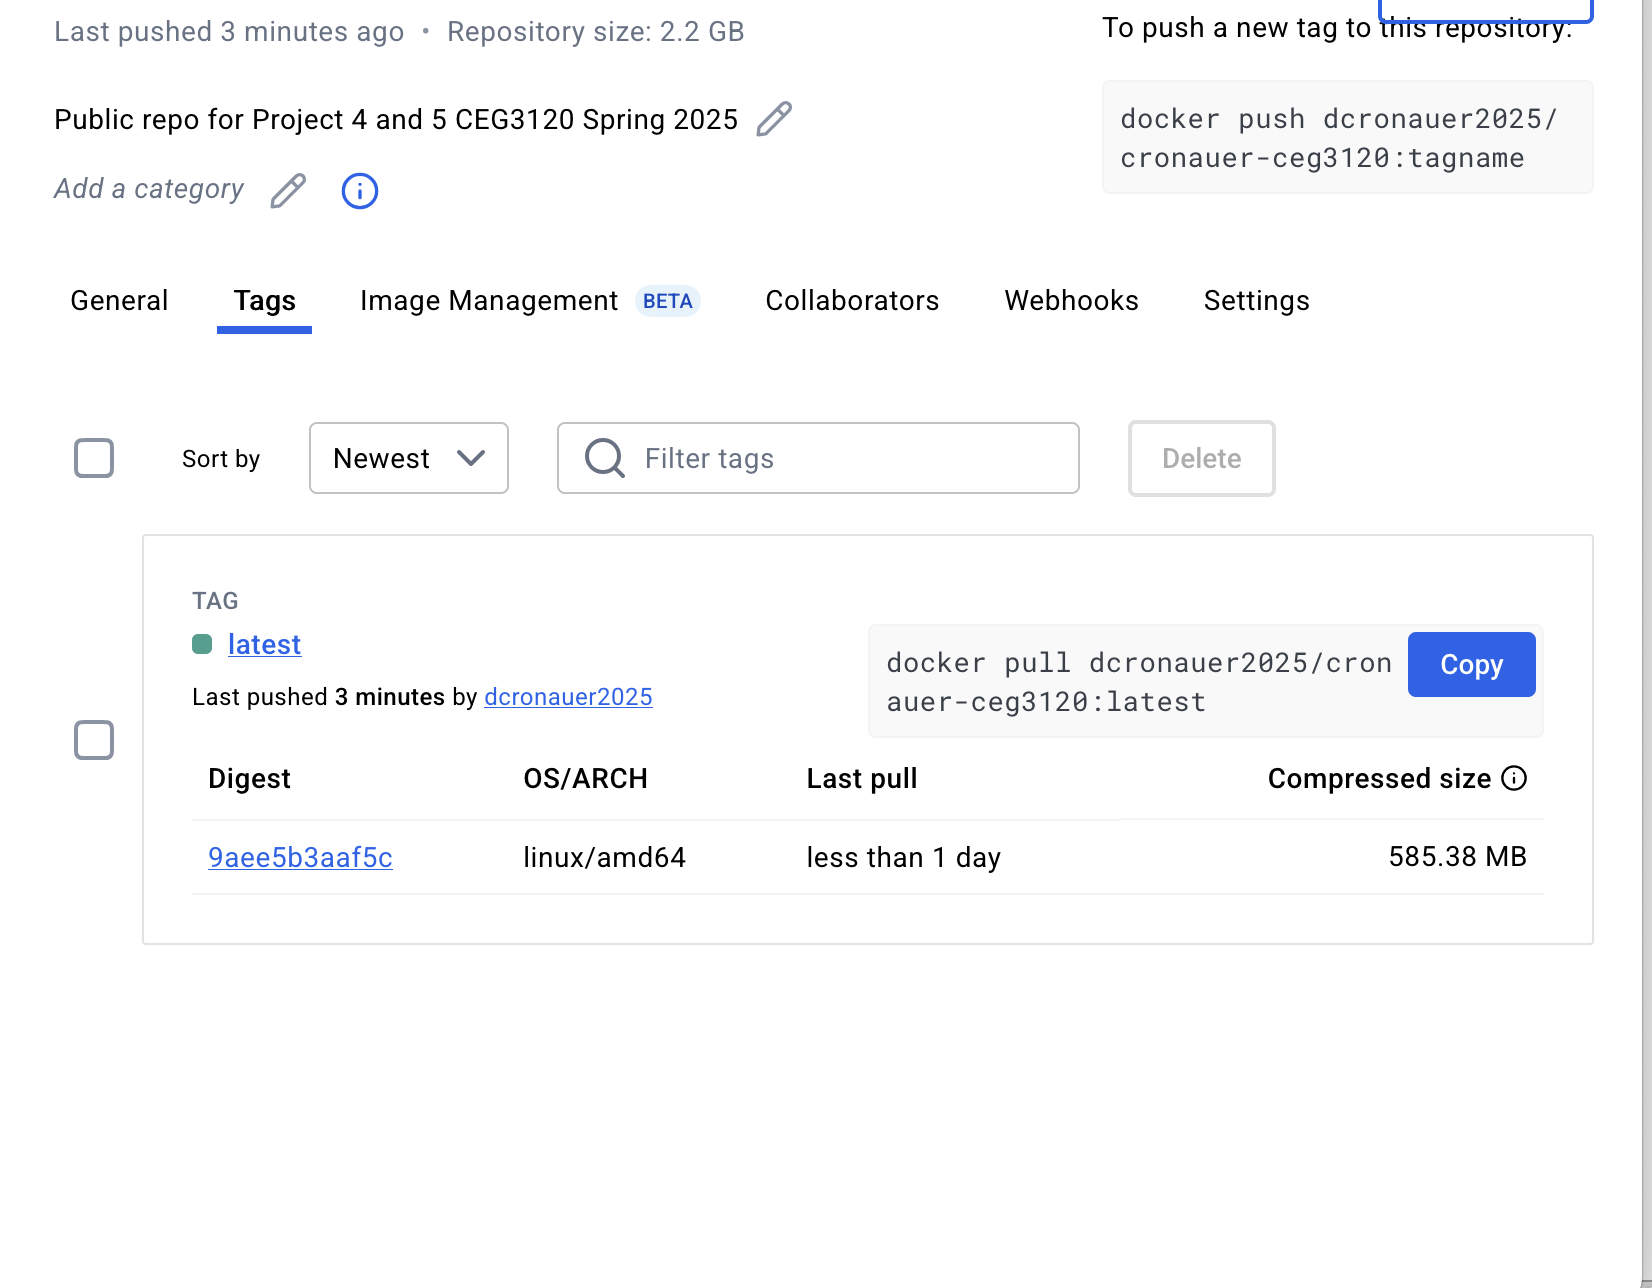 Last pushed 3 minutes ago • Repository size: 2.2 GB
To push a new tag to this repository:
Public repo for Project 4 and 5 CEG3120 Spring 2025
docker push dcronauer2025/
cronauer-ceg3120:tagname
Add a category
General Tags Image Management BETA Collaborators Webhooks Settings
Sort by Newest Filter tags Delete
TAG
latest
Last pushed 3 minutes by dcronauer2025
docker pull dcronauer2025/cron
auer-ceg3120:latest
Copy
Digest OS/ARCH Last pull Compressed size
9aee5b3aaf5c linux/amd64 less than 1 day 585.38 MB